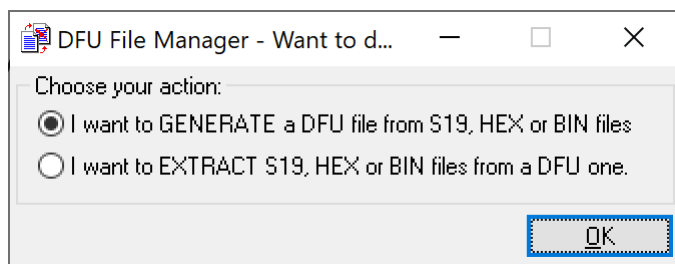 DFU File Manager - Want to d...
Choose your action:
I want to GENERATE a DFU file from S19, HEX or BIN files
I want to EXTRACT S19, HEX or BIN files from a DFU one.
OK